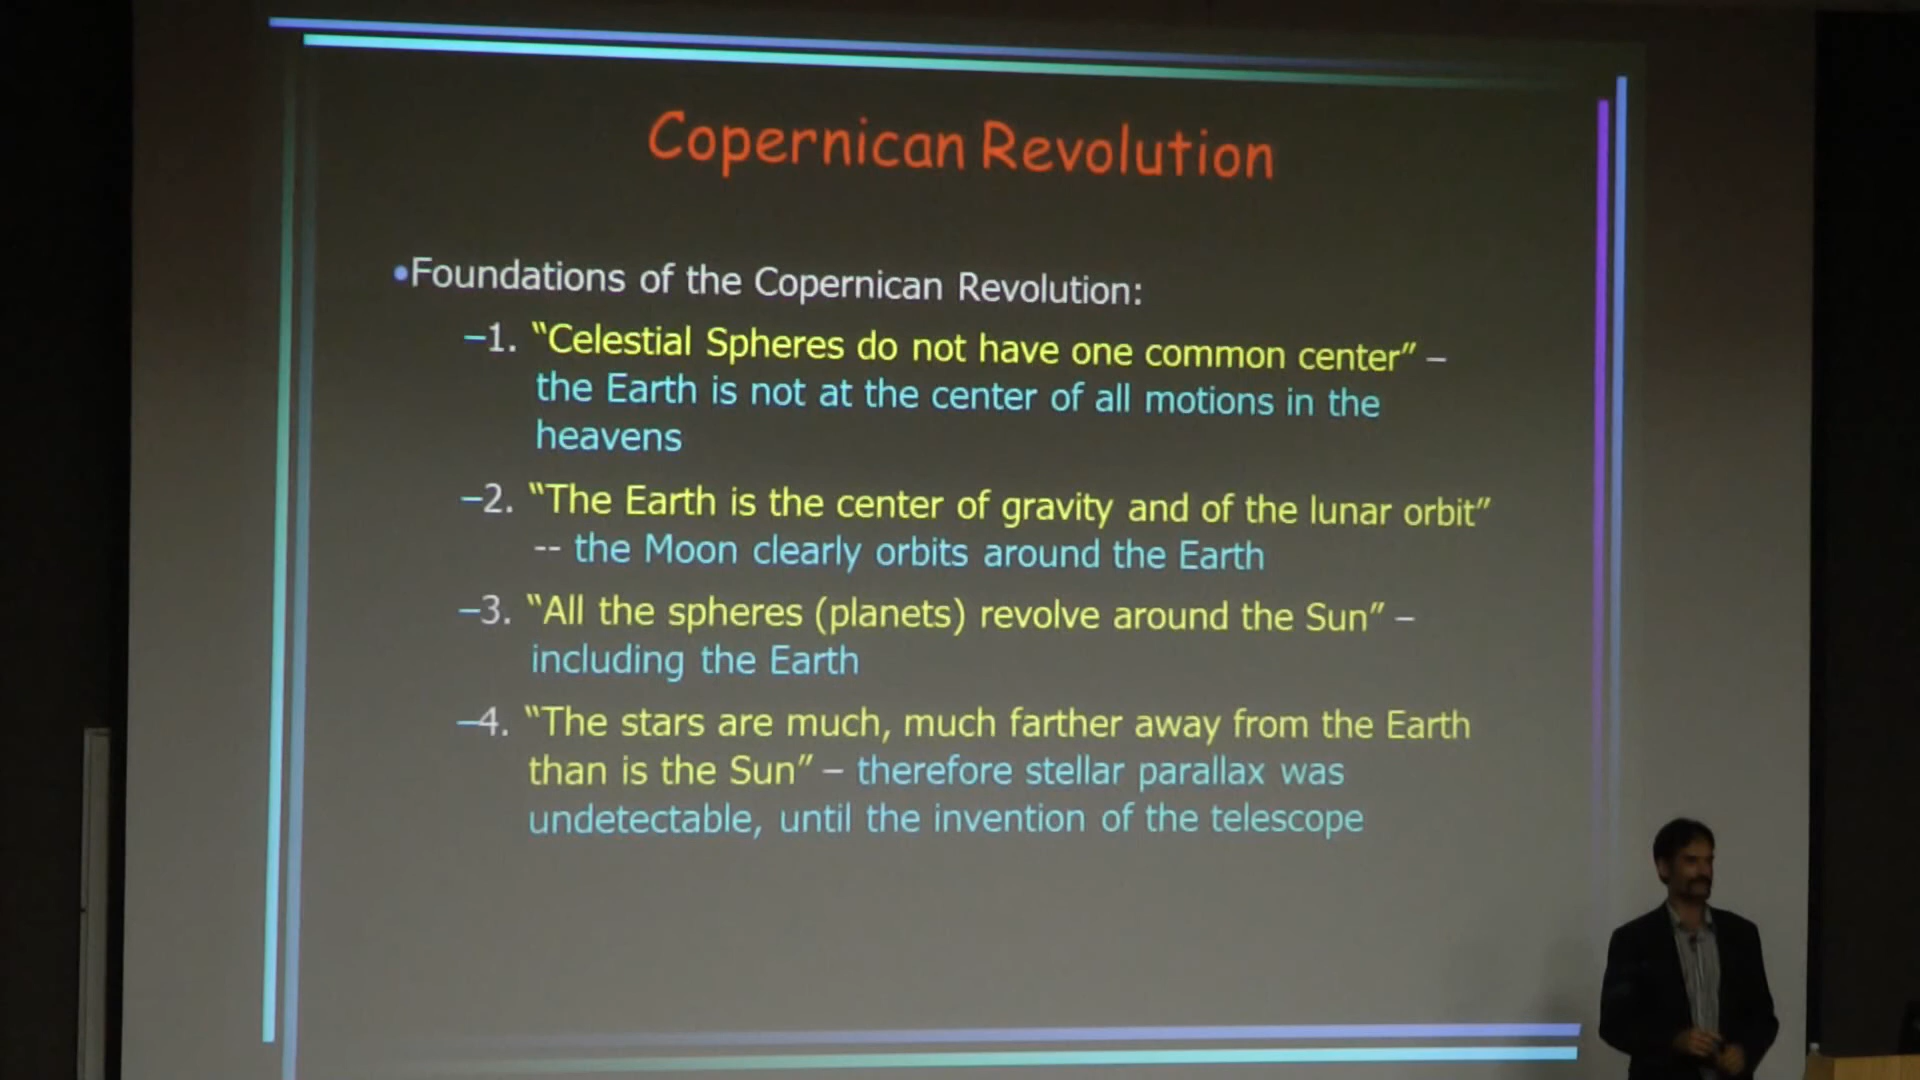 Copernican Revolution
•Foundations of the Copernican Revolution:
–1. “Celestial Spheres do not have one common center” –
the Earth is not at the center of all motions in the
heavens
–2. “The Earth is the center of gravity and of the lunar orbit”
-- the Moon clearly orbits around the Earth
–3. “All the spheres (planets) revolve around the Sun” –
including the Earth
–4. “The stars are much, much farther away from the Earth
than is the Sun” – therefore stellar parallax was
undetectable, until the invention of the telescope